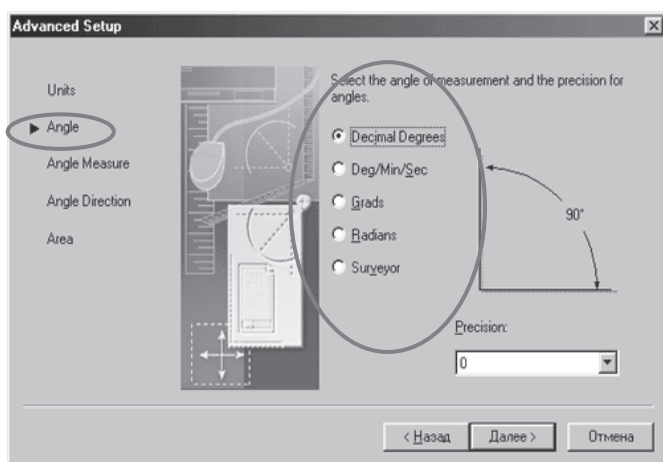 Advanced Setup
Units
Angle
Angle Measure
Angle Direction
Area
Select the angle of measurement and the precision for
angles.
Decimal Degrees
Deg/Min/Sec
Grads
Radians
Surveyor
90°
Precision:
0
< Назад
Далее >
Отмена